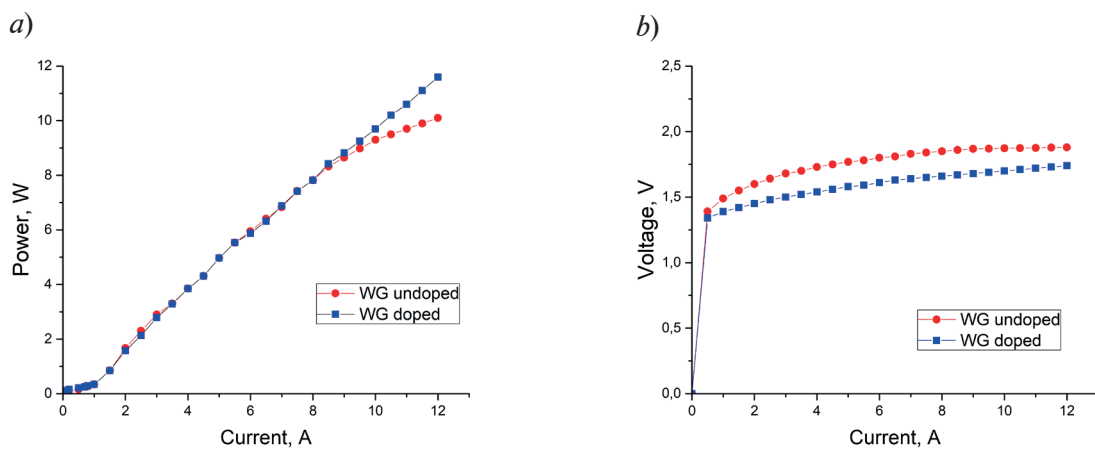 a)
12
10
8
6
4
2
0
Power, W
0 2 4 6 8 10 12
Current, A
WG undoped
WG doped
b)
2,5
2,0
1,5
1,0
0,5
0,0
Voltage, V
0 2 4 6 8 10 12
Current, A
WG undoped
WG doped